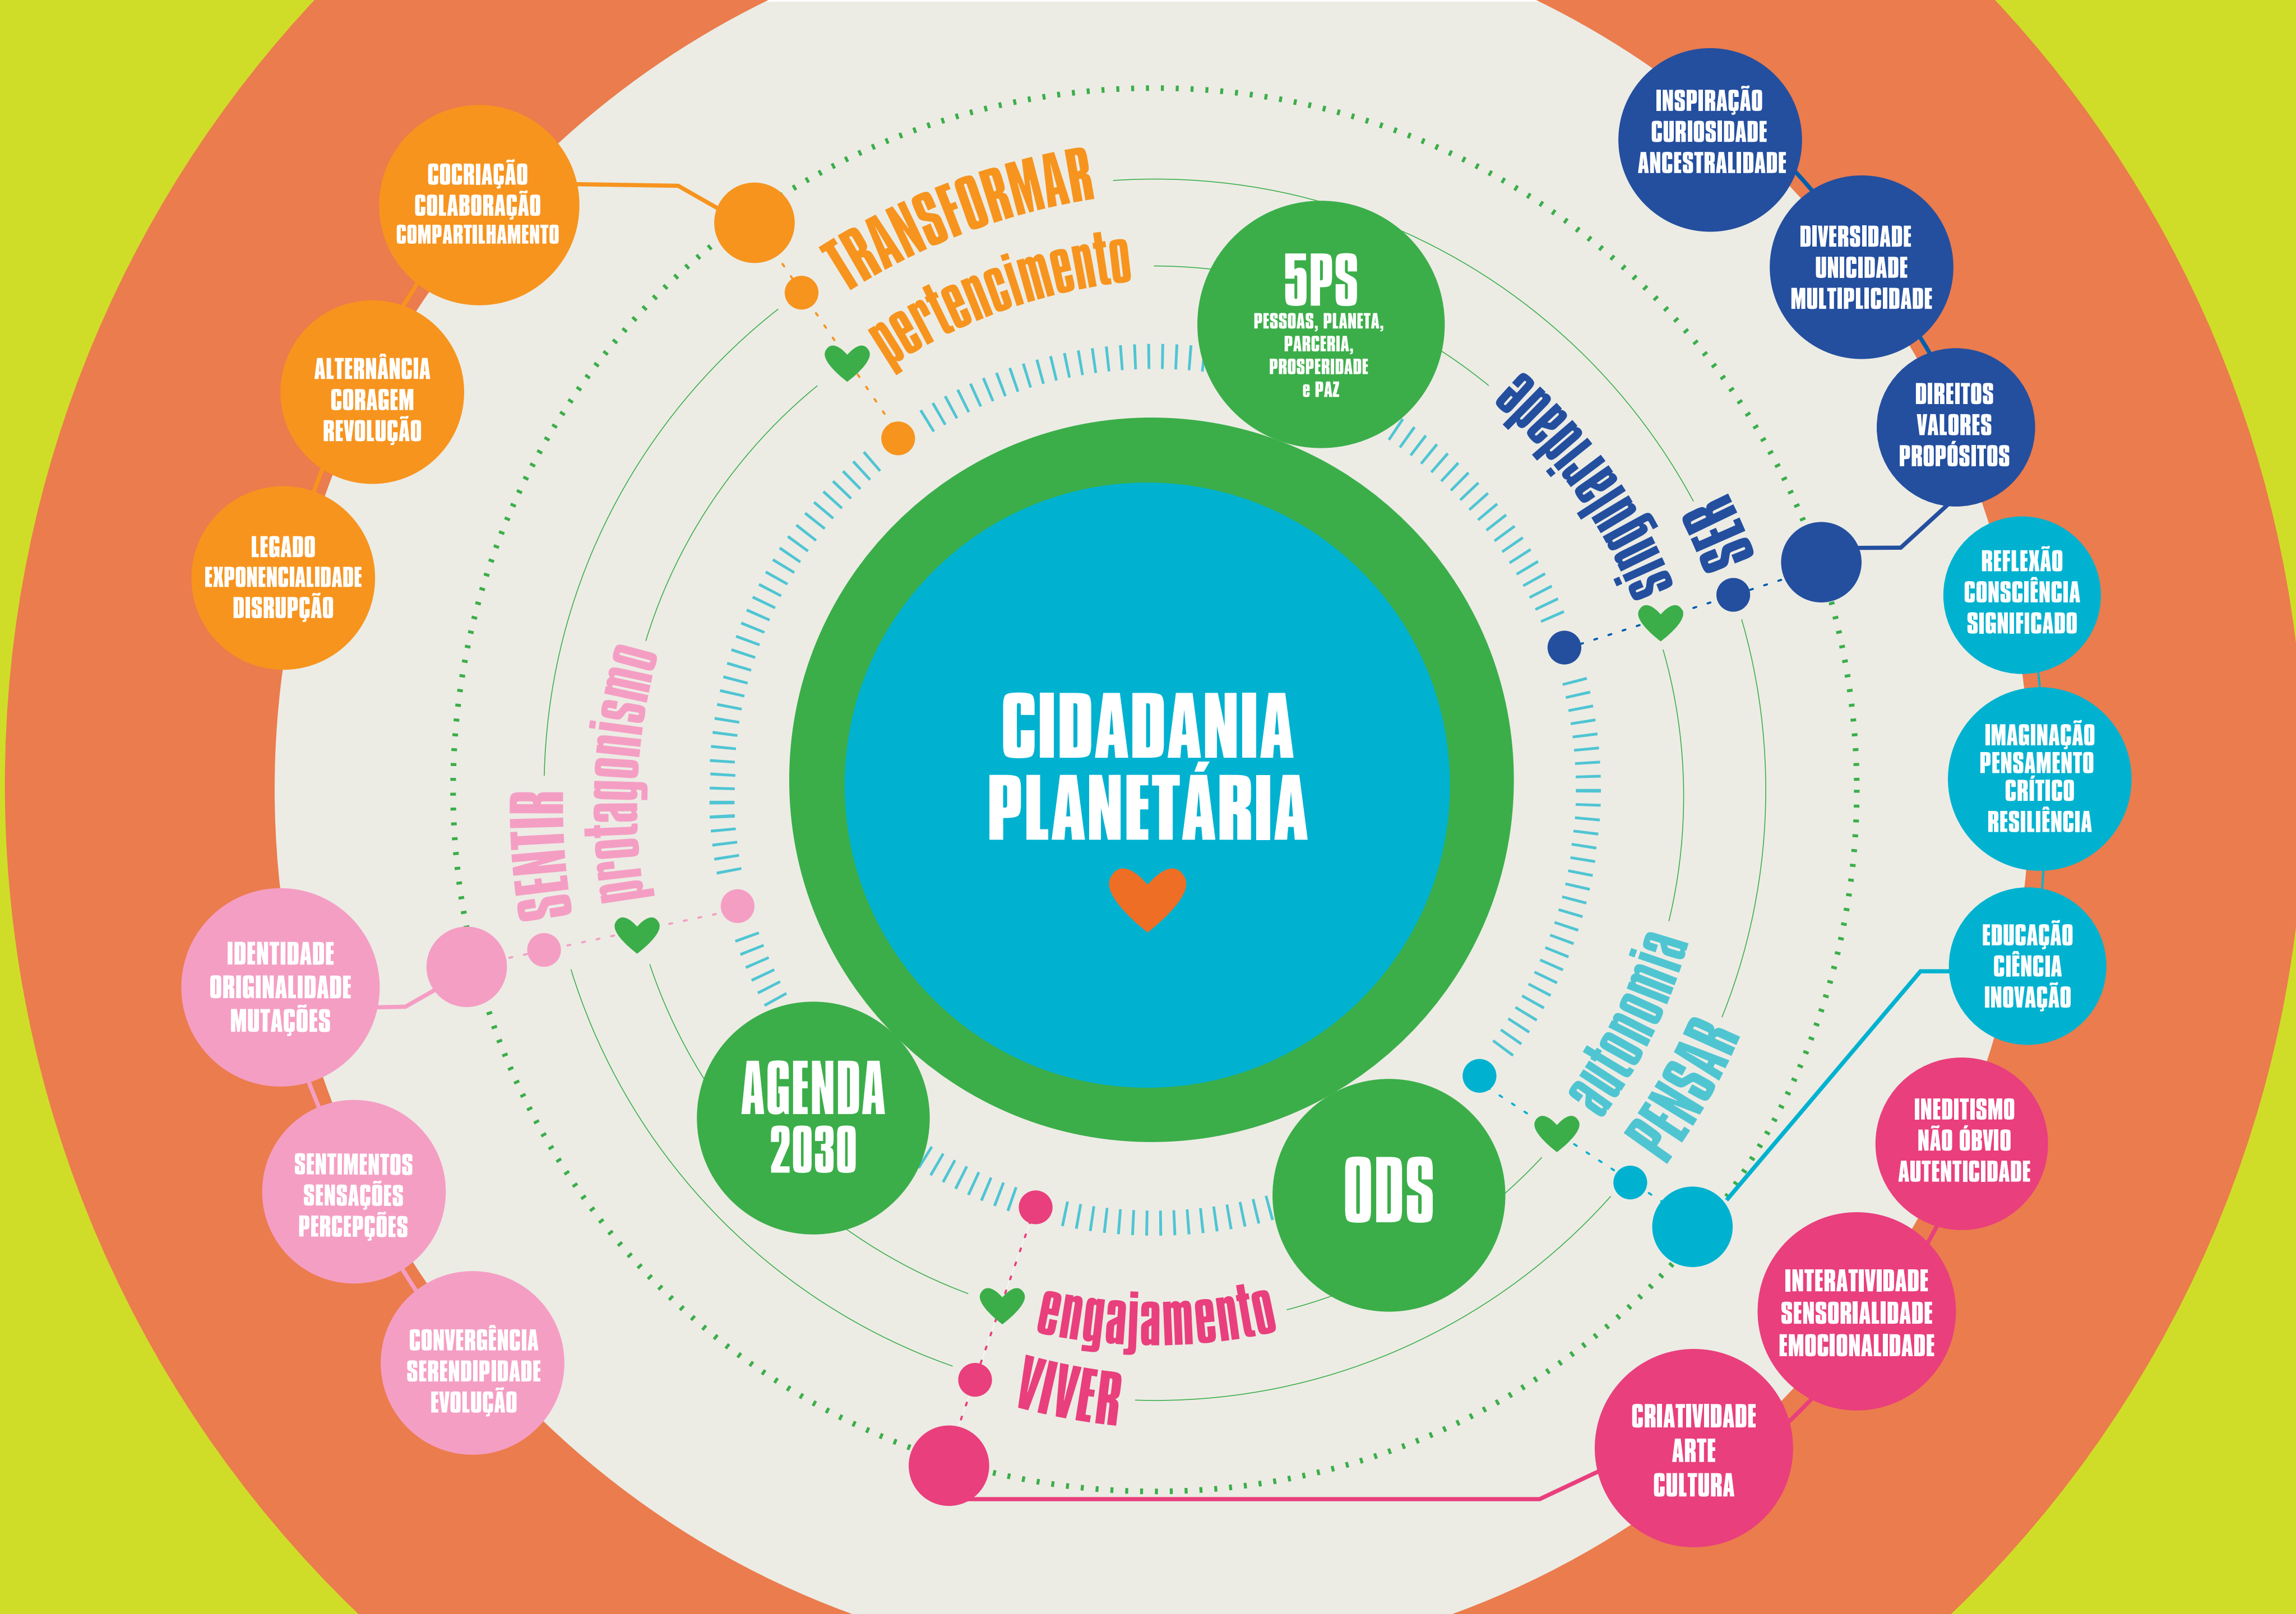 CIDADANIA
PLANETÁRIA
5PS
PESSOAS, PLANETA,
PARCERIA,
PROSPERIDADE
e PAZ
ODS
AGENDA
2030
TRANSFORMAR
pertencimento
COCRIAÇÃO
COLABORAÇÃO
COMPARTILHAMENTO
ALTERNÂNCIA
CORAGEM
REVOLUÇÃO
LEGADO
EXPONENCIALIDADE
DISRUPÇÃO
SER
singularidade
INSPIRAÇÃO
CURIOSIDADE
ANCESTRALIDADE
DIVERSIDADE
UNICIDADE
MULTIPLICIDADE
DIREITOS
VALORES
PROPÓSITOS
PENSAR
autonomia
REFLEXÃO
CONSCIÊNCIA
SIGNIFICADO
IMAGINAÇÃO
PENSAMENTO
CRÍTICO
RESILIÊNCIA
EDUCAÇÃO
CIÊNCIA
INOVAÇÃO
engajamento
VIVER
INEDITISMO
NÃO ÓBVIO
AUTENTICIDADE
INTERATIVIDADE
SENSORIALIDADE
EMOCIONALIDADE
CRIATIVIDADE
ARTE
CULTURA
SENTIR
protagonismo
IDENTIDADE
ORIGINALIDADE
MUTAÇÕES
SENTIMENTOS
SENSAÇÕES
PERCEPÇÕES
CONVERGÊNCIA
SERENDIPIDADE
EVOLUÇÃO